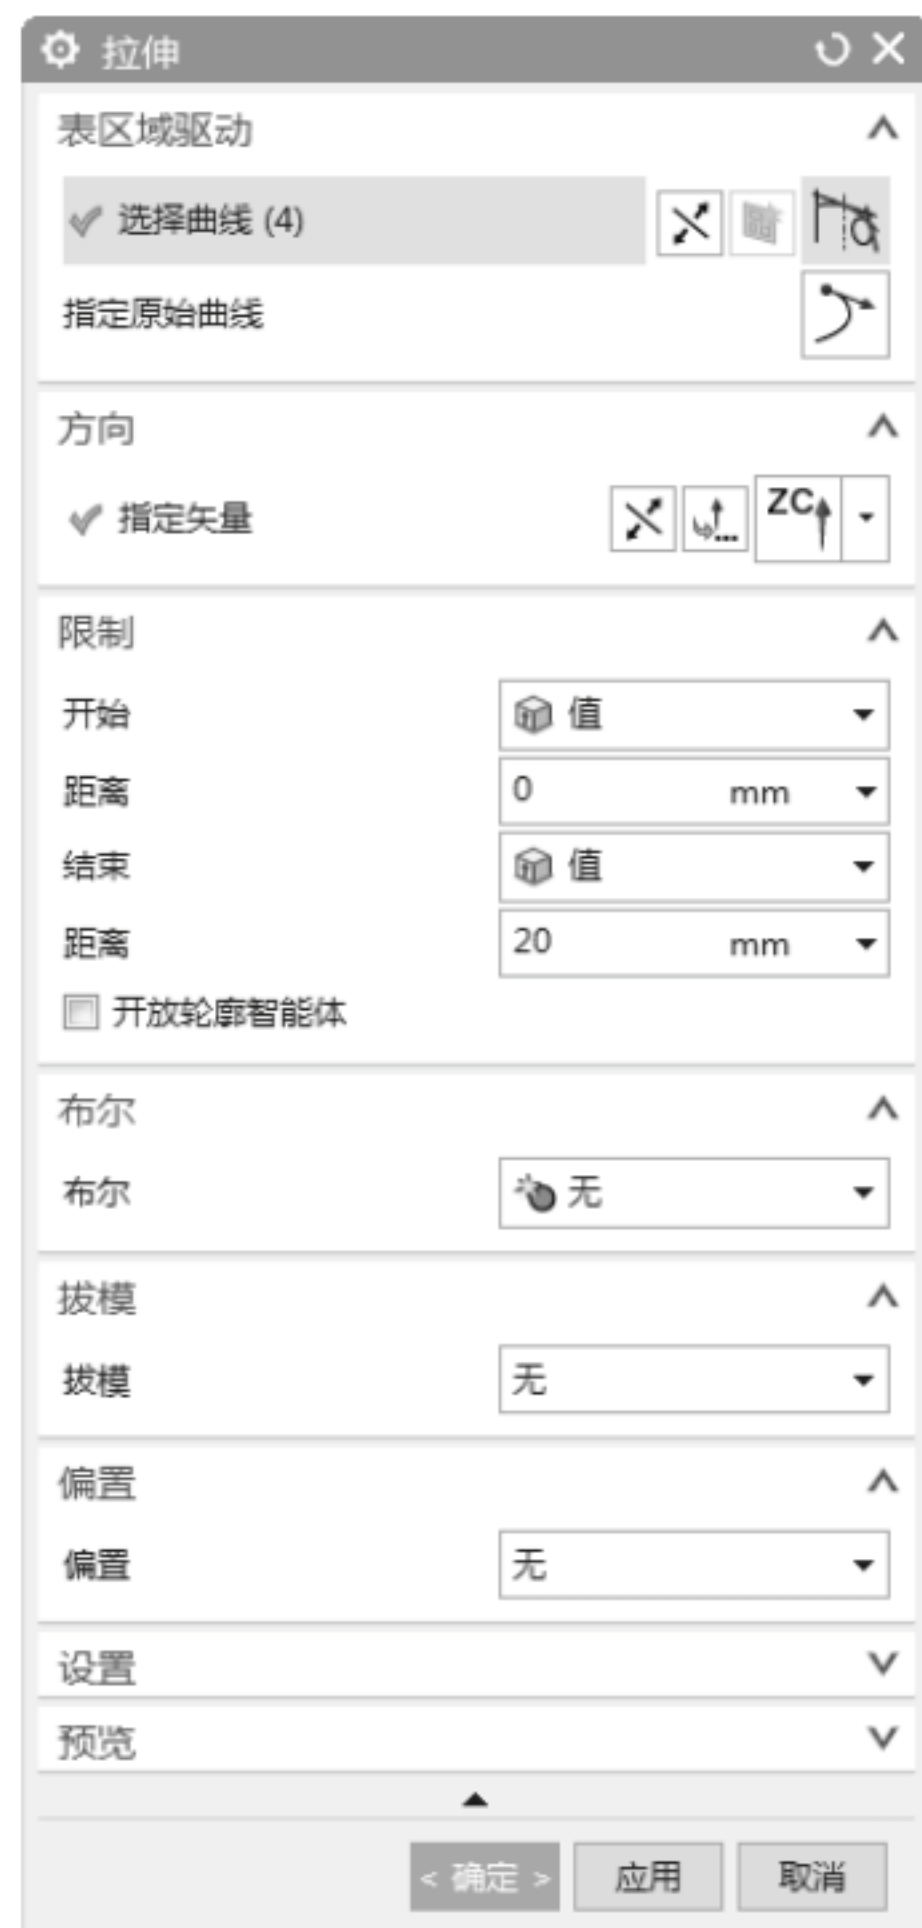 拉伸
表区域驱动
选择曲线 (4)
指定原始曲线
方向
指定矢量 ZC
限制
开始 值
距离 0 mm
结束 值
距离 20 mm
开放轮廓智能体
布尔
布尔 无
拔模
拔模 无
偏置
偏置 无
设置
预览
< 确定 > 应用 取消